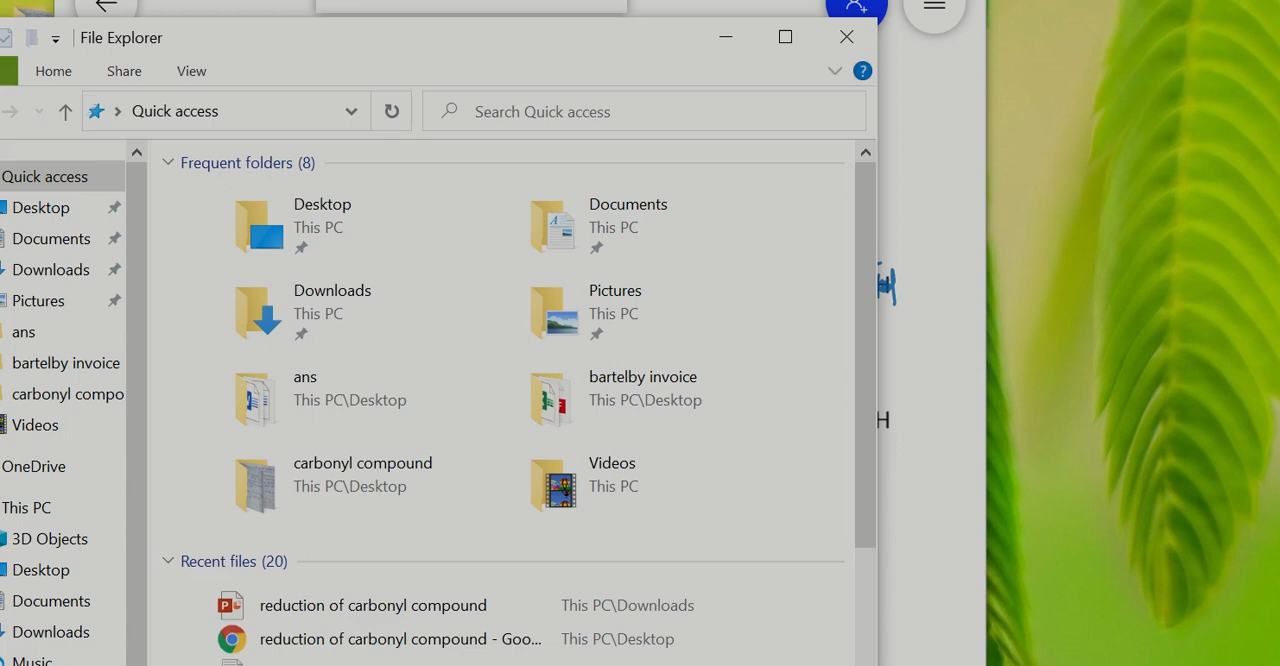 File Explorer
Home Share View
Quick access
Search Quick access
Quick access
Desktop
Documents
Downloads
Pictures
ans
bartelby invoice
carbonyl compo
Videos
OneDrive
This PC
3D Objects
Desktop
Documents
Downloads
Music
Frequent folders (8)
Desktop
This PC
Documents
This PC
Downloads
This PC
Pictures
This PC
ans
This PC\Desktop
bartelby invoice
This PC\Desktop
carbonyl compound
This PC\Desktop
Videos
This PC
Recent files (20)
reduction of carbonyl compound This PC\Downloads
reduction of carbonyl compound - Goo... This PC\Desktop
H